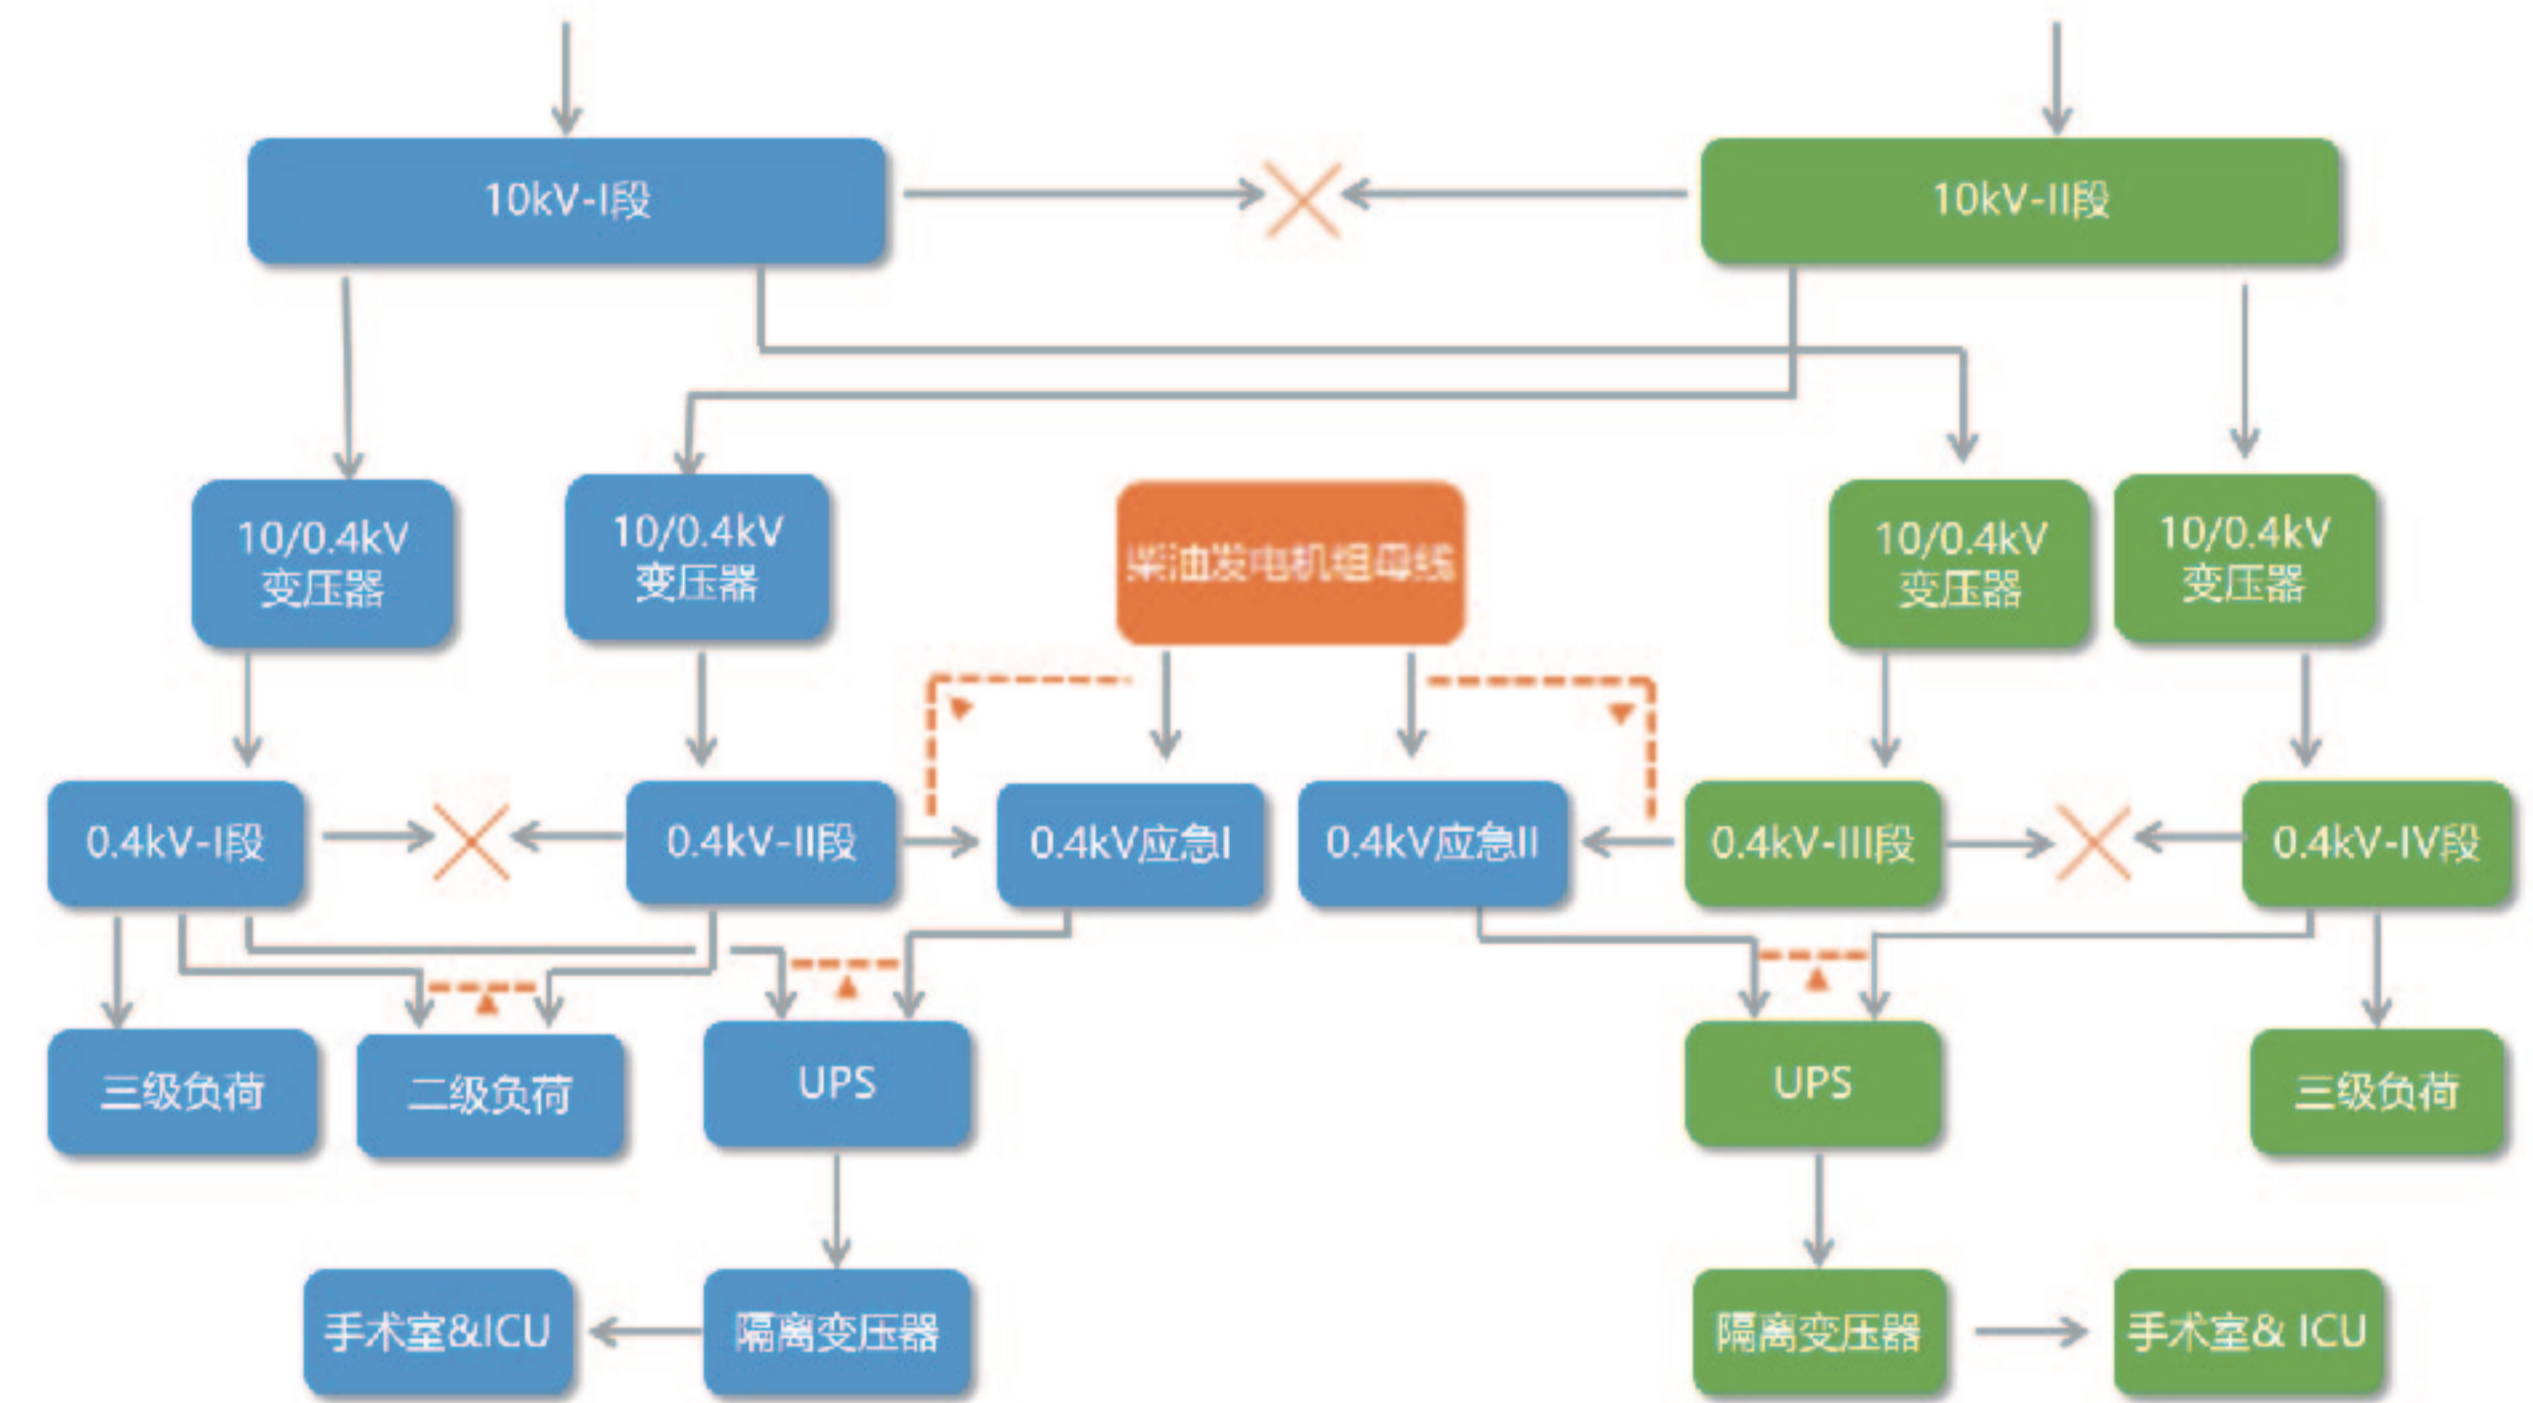 10kV-I段
10kV-II段
10/0.4kV
变压器
10/0.4kV
变压器
柴油发电机组母线
10/0.4kV
变压器
10/0.4kV
变压器
0.4kV-I段
0.4kV-II段
0.4kV应急I
0.4kV应急II
0.4kV-III段
0.4kV-IV段
三级负荷
二级负荷
UPS
UPS
三级负荷
手术室&ICU
隔离变压器
隔离变压器
手术室& ICU